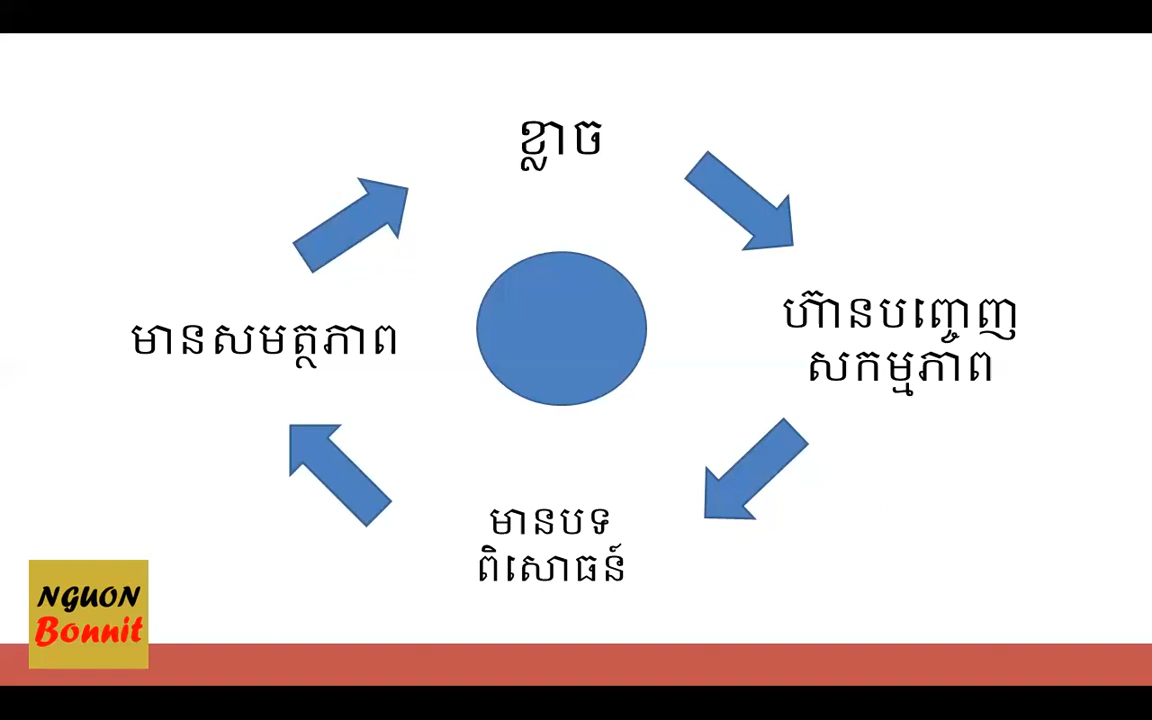 ខ្លាច
ហ៊ានបញ្ចេញ
សកម្មភាព
មានសមត្ថភាព
មានបទ
ពិសោធន៍
NGUON
Bonnit